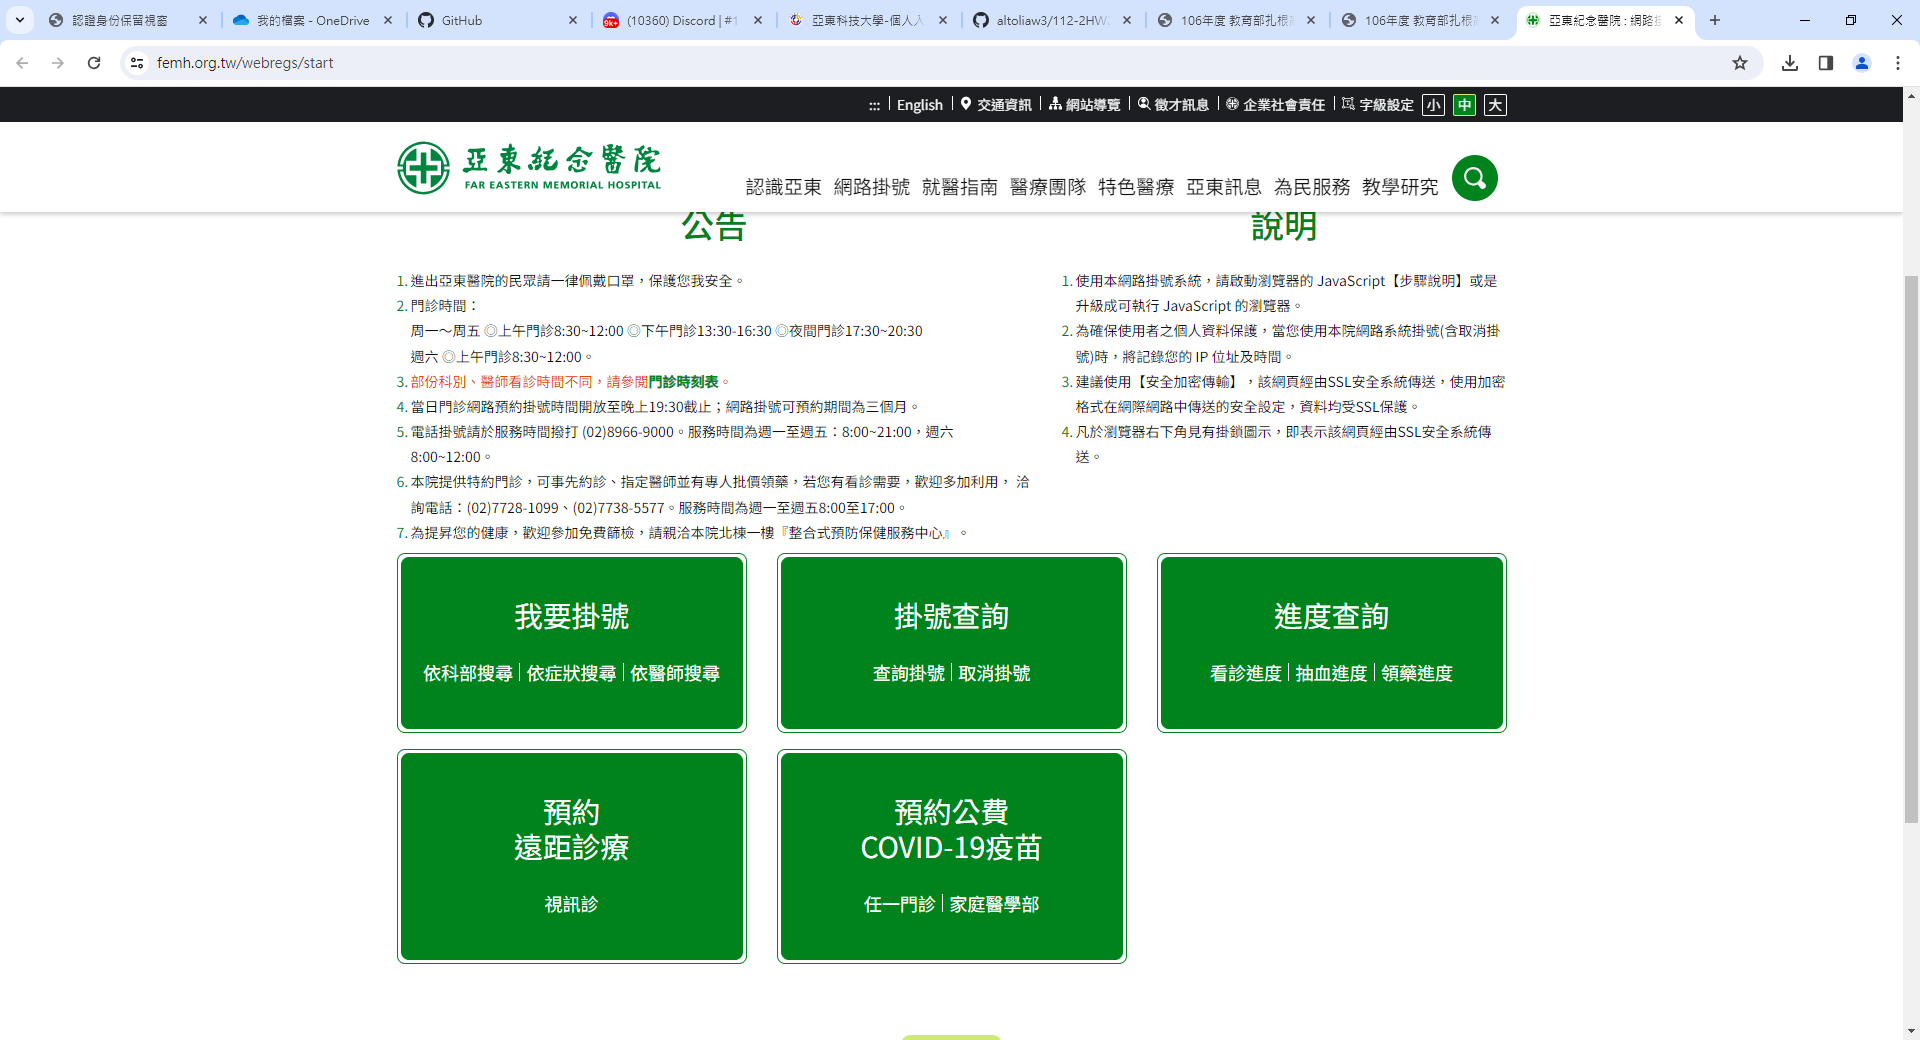 認證身份保留視窗
我的檔案 - OneDrive
GitHub
(10360) Discord | #1
亞東科技大學-個人入
altoliaw3/112-2HW
106年度 教育部扎根
106年度 教育部扎根
亞東紀念醫院 : 網路掛
femh.org.tw/webregs/start
::: English 交通資訊 網站導覽 徵才訊息 企業社會責任 字級設定 小 中 大
亞東紀念醫院
FAR EASTERN MEMORIAL HOSPITAL
認識亞東 網路掛號 就醫指南 醫療團隊 特色醫療 亞東訊息 為民服務 教學研究
公告
1. 進出亞東醫院的民眾請一律佩戴口罩，保護您我安全。
2. 門診時間：
周一～周五 ◎上午門診8:30~12:00 ◎下午門診13:30-16:30 ◎夜間門診17:30~20:30
週六 ◎上午門診8:30~12:00。
3. 部份科別、醫師看診時間不同，請參閱門診時刻表。
4. 當日門診網路預約掛號時間開放至晚上19:30截止；網路掛號可預約期間為三個月。
5. 電話掛號請於服務時間撥打 (02)8966-9000。服務時間為週一至週五：8:00~21:00，週六
8:00~12:00。
6. 本院提供特約門診，可事先約診、指定醫師並有專人批價領藥，若您有看診需要，歡迎多加利用， 洽
詢電話：(02)7728-1099、(02)7738-5577。服務時間為週一至週五8:00至17:00。
7. 為提昇您的健康，歡迎參加免費篩檢，請親洽本院北棟一樓『整合式預防保健服務中心』。
說明
1. 使用本網路掛號系統，請啟動瀏覽器的 JavaScript【步驟說明】或是
升級成可執行 JavaScript 的瀏覽器。
2. 為確保使用者之個人資料保護，當您使用本院網路系統掛號(含取消掛
號)時，將記錄您的 IP 位址及時間。
3. 建議使用【安全加密傳輸】，該網頁經由SSL安全系統傳送，使用加密
格式在網際網路中傳送的安全設定，資料均受SSL保護。
4. 凡於瀏覽器右下角見有掛鎖圖示，即表示該網頁經由SSL安全系統傳
送。
我要掛號
依科部搜尋 | 依症狀搜尋 | 依醫師搜尋
掛號查詢
查詢掛號 | 取消掛號
進度查詢
看診進度 | 抽血進度 | 領藥進度
預約
遠距診療
視訊診
預約公費
COVID-19疫苗
任一門診 | 家庭醫學部